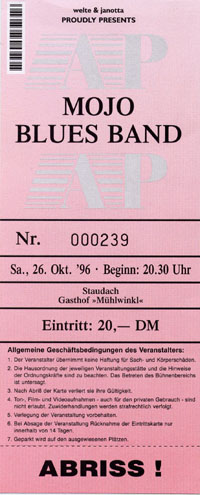 welte & janotta
PROUDLY PRESENTS
AP
MOJO
BLUES BAND
AP
Nr. 000239
Sa., 26. Okt. '96 · Beginn: 20.30 Uhr
Staudach
Gasthof »Mühlwinkl«
Eintritt: 20,— DM
Allgemeine Geschäftsbedingungen des Veranstalters:
1. Der Veranstalter übernimmt keine Haftung für Sach- und Körperschäden.
2. Die Hausordnung der jeweiligen Veranstaltungsstätte und die Hinweise
der Ordnungskräfte sind zu beachten. Das Betreten des Bühnenbereichs
ist untersagt.
3. Nach Abriß der Karte verliert sie ihre Gültigkeit.
4. Ton-, Film- und Videoaufnahmen - auch für den privaten Gebrauch - sind
nicht erlaubt. Zuwiderhandlungen werden strafrechtlich verfolgt.
5. Verlegung der Veranstaltung vorbehalten.
6. Bei Absage der Veranstaltung Rücknahme der Eintrittskarte nur
innerhalb von 14 Tagen.
7. Geparkt wird auf den ausgewiesenen Plätzen.
ABRISS !